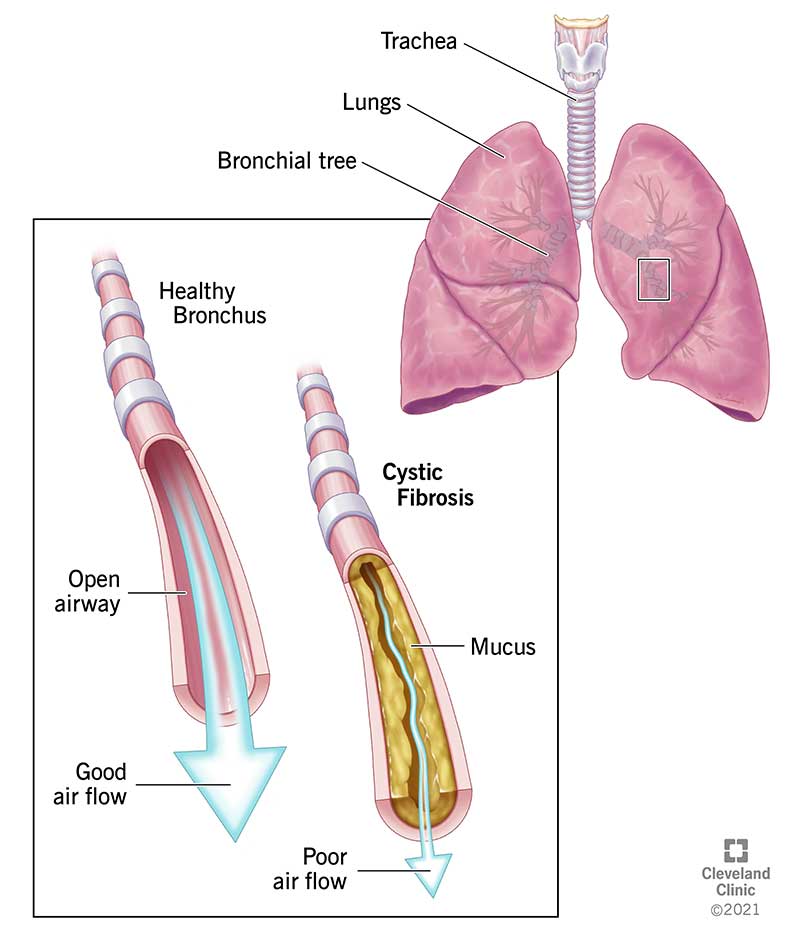 Trachea
Lungs
Bronchial tree
Healthy
Bronchus
Cystic
Fibrosis
Open
airway
Mucus
Good
air flow
Poor
air flow
Cleveland
Clinic
©2021